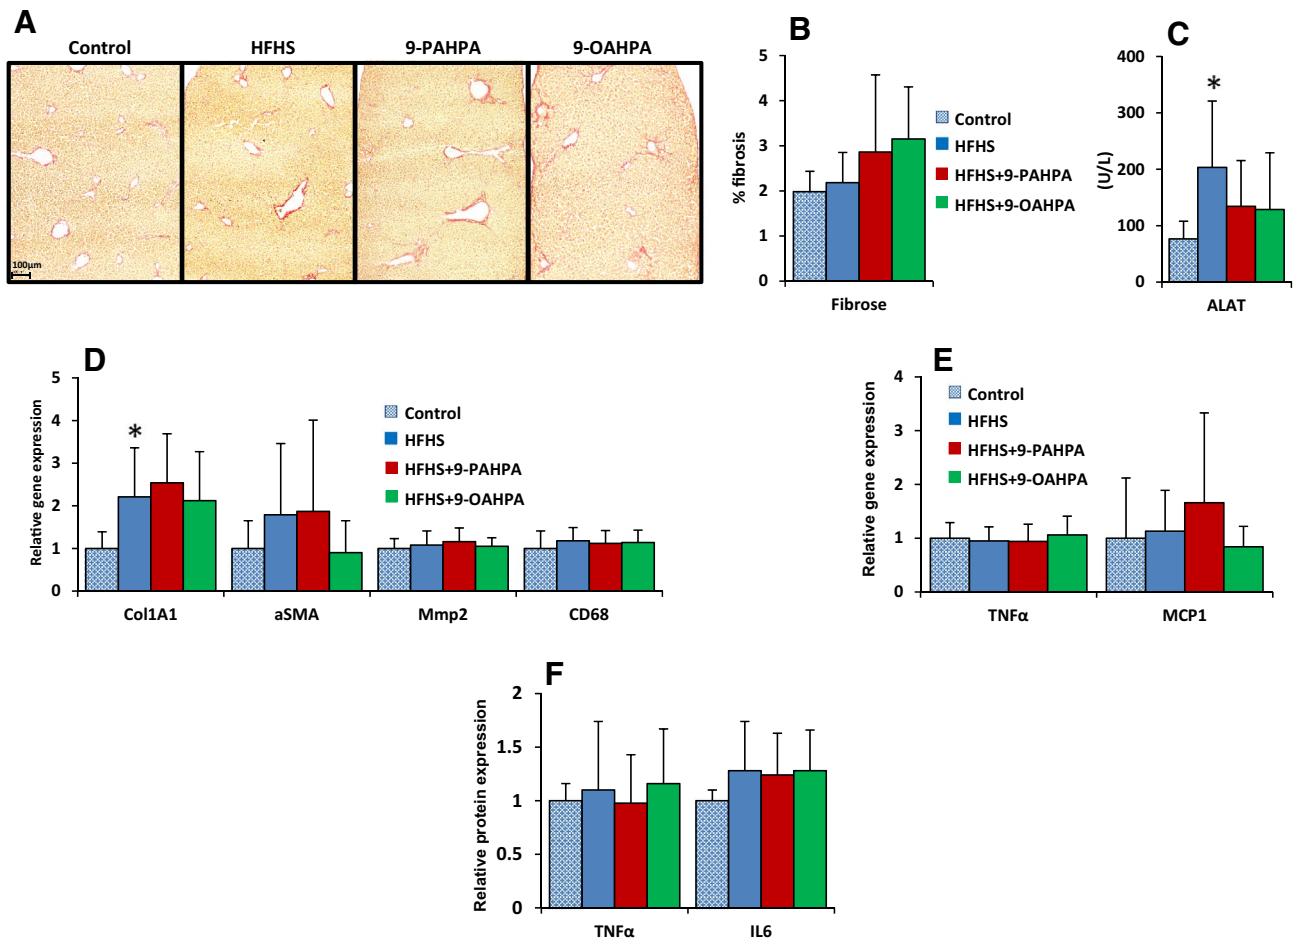 A
Control HFHS 9-PAHPA 9-OAHPA
100µm
B
5
4
3
2
1
0
% fibrosis
Fibrose
Control
HFHS
HFHS+9-PAHPA
HFHS+9-OAHPA
C
400
300
200
100
0
(U/L)
*
ALAT
D
5
4
3
2
1
0
Relative gene expression
*
Control
HFHS
HFHS+9-PAHPA
HFHS+9-OAHPA
Col1A1 aSMA Mmp2 CD68
E
4
3
2
1
0
Relative gene expression
Control
HFHS
HFHS+9-PAHPA
HFHS+9-OAHPA
TNFα MCP1
F
2
1.5
1
0.5
0
Relative protein expression
TNFα IL6